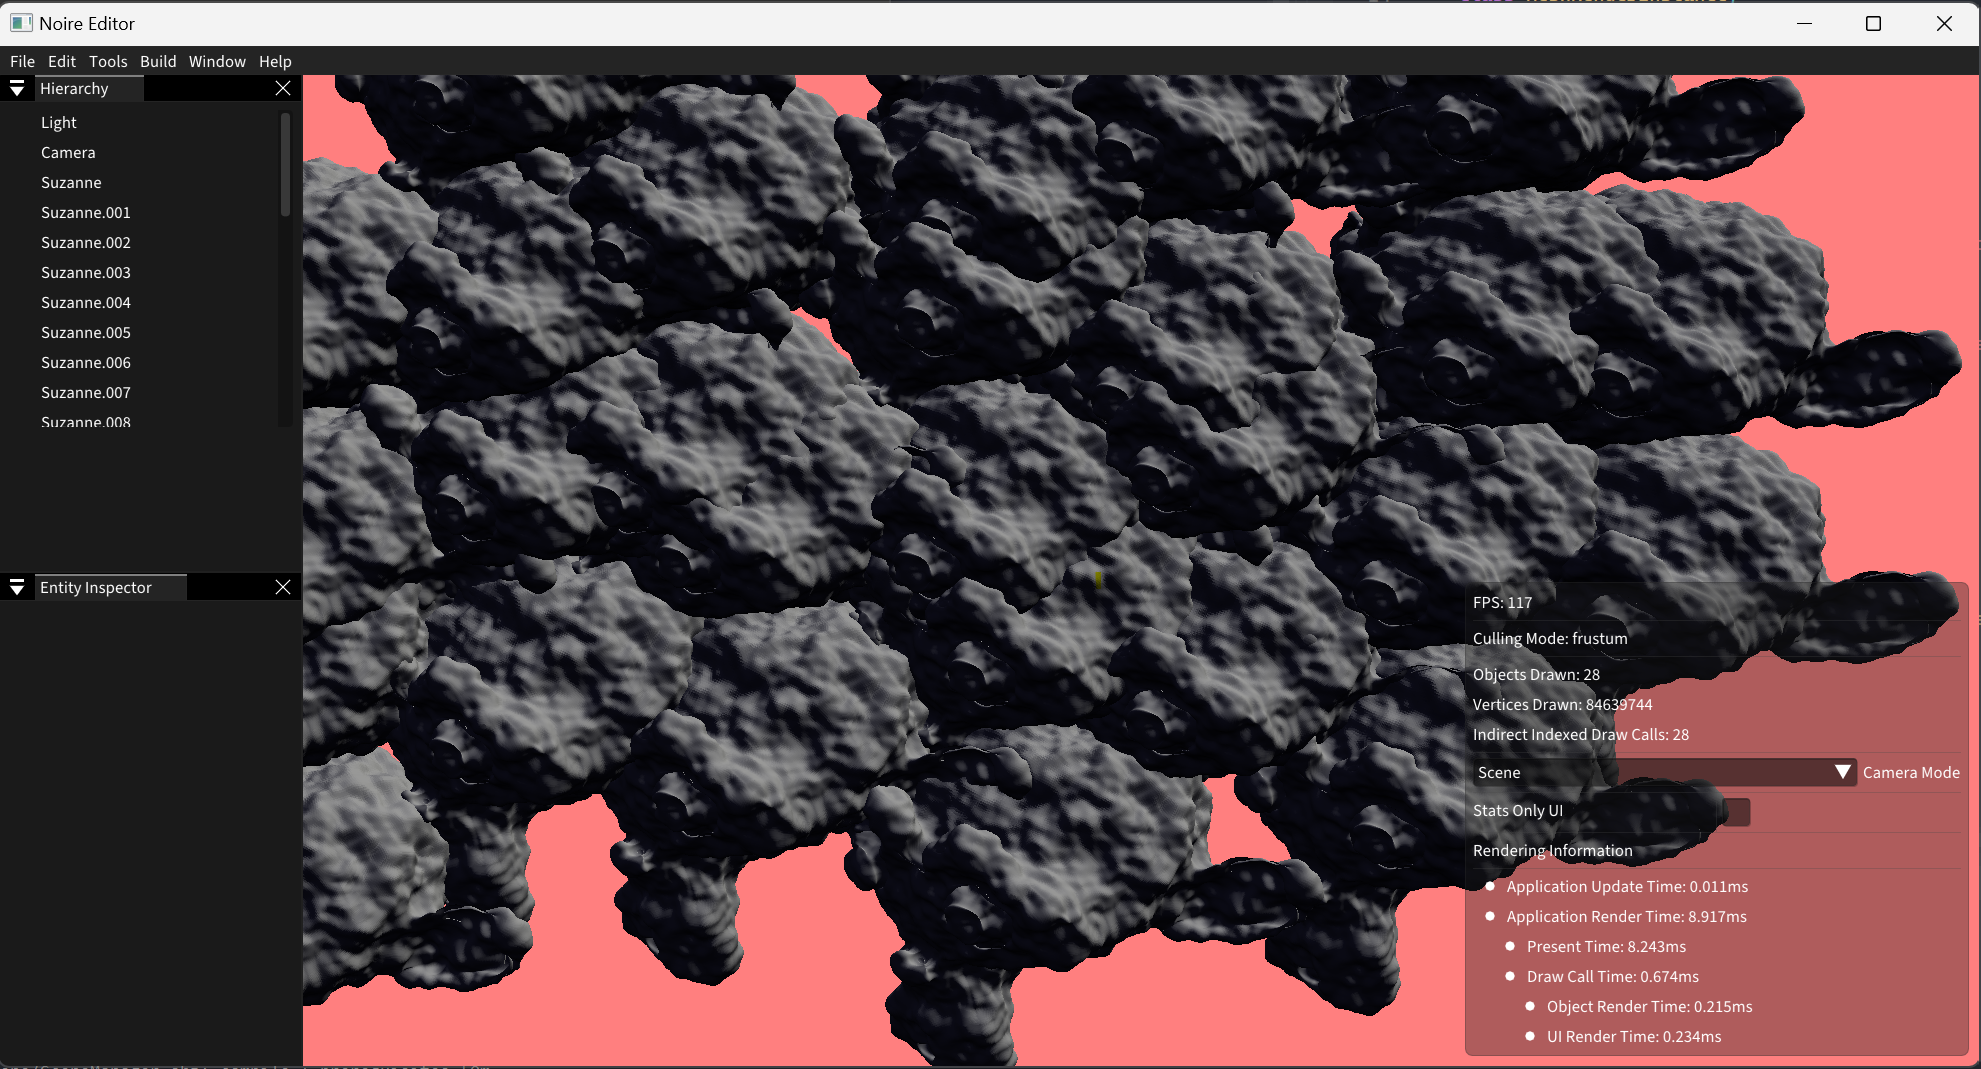 Noire Editor
File Edit Tools Build Window Help
Hierarchy
Light
Camera
Suzanne
Suzanne.001
Suzanne.002
Suzanne.003
Suzanne.004
Suzanne.005
Suzanne.006
Suzanne.007
Suzanne.008
Entity Inspector
FPS: 117
Culling Mode: frustum
Objects Drawn: 28
Vertices Drawn: 84639744
Indirect Indexed Draw Calls: 28
Scene Camera Mode
Stats Only UI
Rendering Information
Application Update Time: 0.011ms
Application Render Time: 8.917ms
Present Time: 8.243ms
Draw Call Time: 0.674ms
Object Render Time: 0.215ms
UI Render Time: 0.234ms